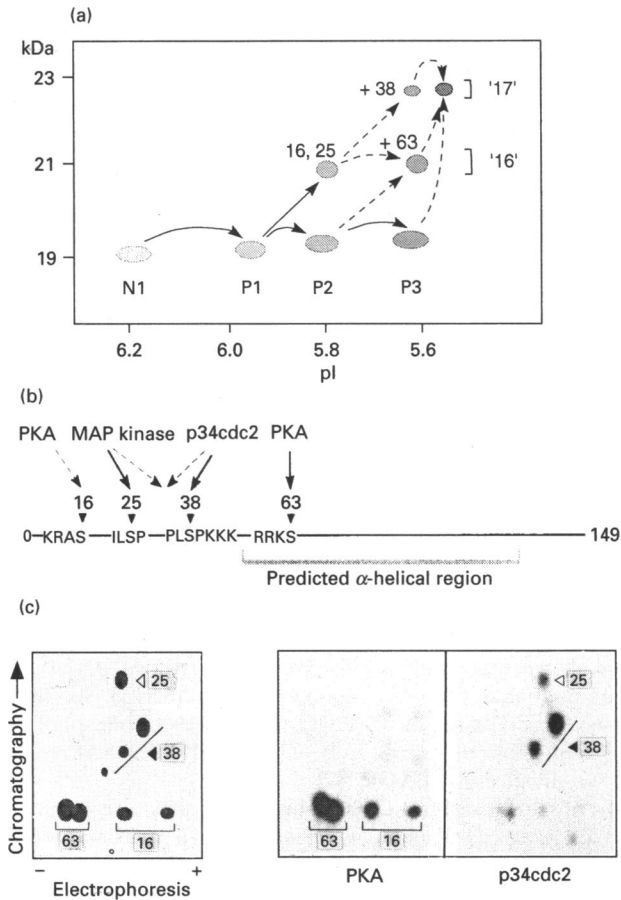 (a)
kDa
23
+ 38
'17'
16, 25
+ 63
21
'16'
19
N1 P1 P2 P3
6.2 6.0 5.8 5.6
pI
(b)
PKA MAP kinase p34cdc2 PKA
16 25 38 63
0 KRAS ILSP PLSPKKK RRKS 149
Predicted α-helical region
(c)
Chromatography
25
38
63 16
− +
Electrophoresis
25
38
63 16
PKA p34cdc2